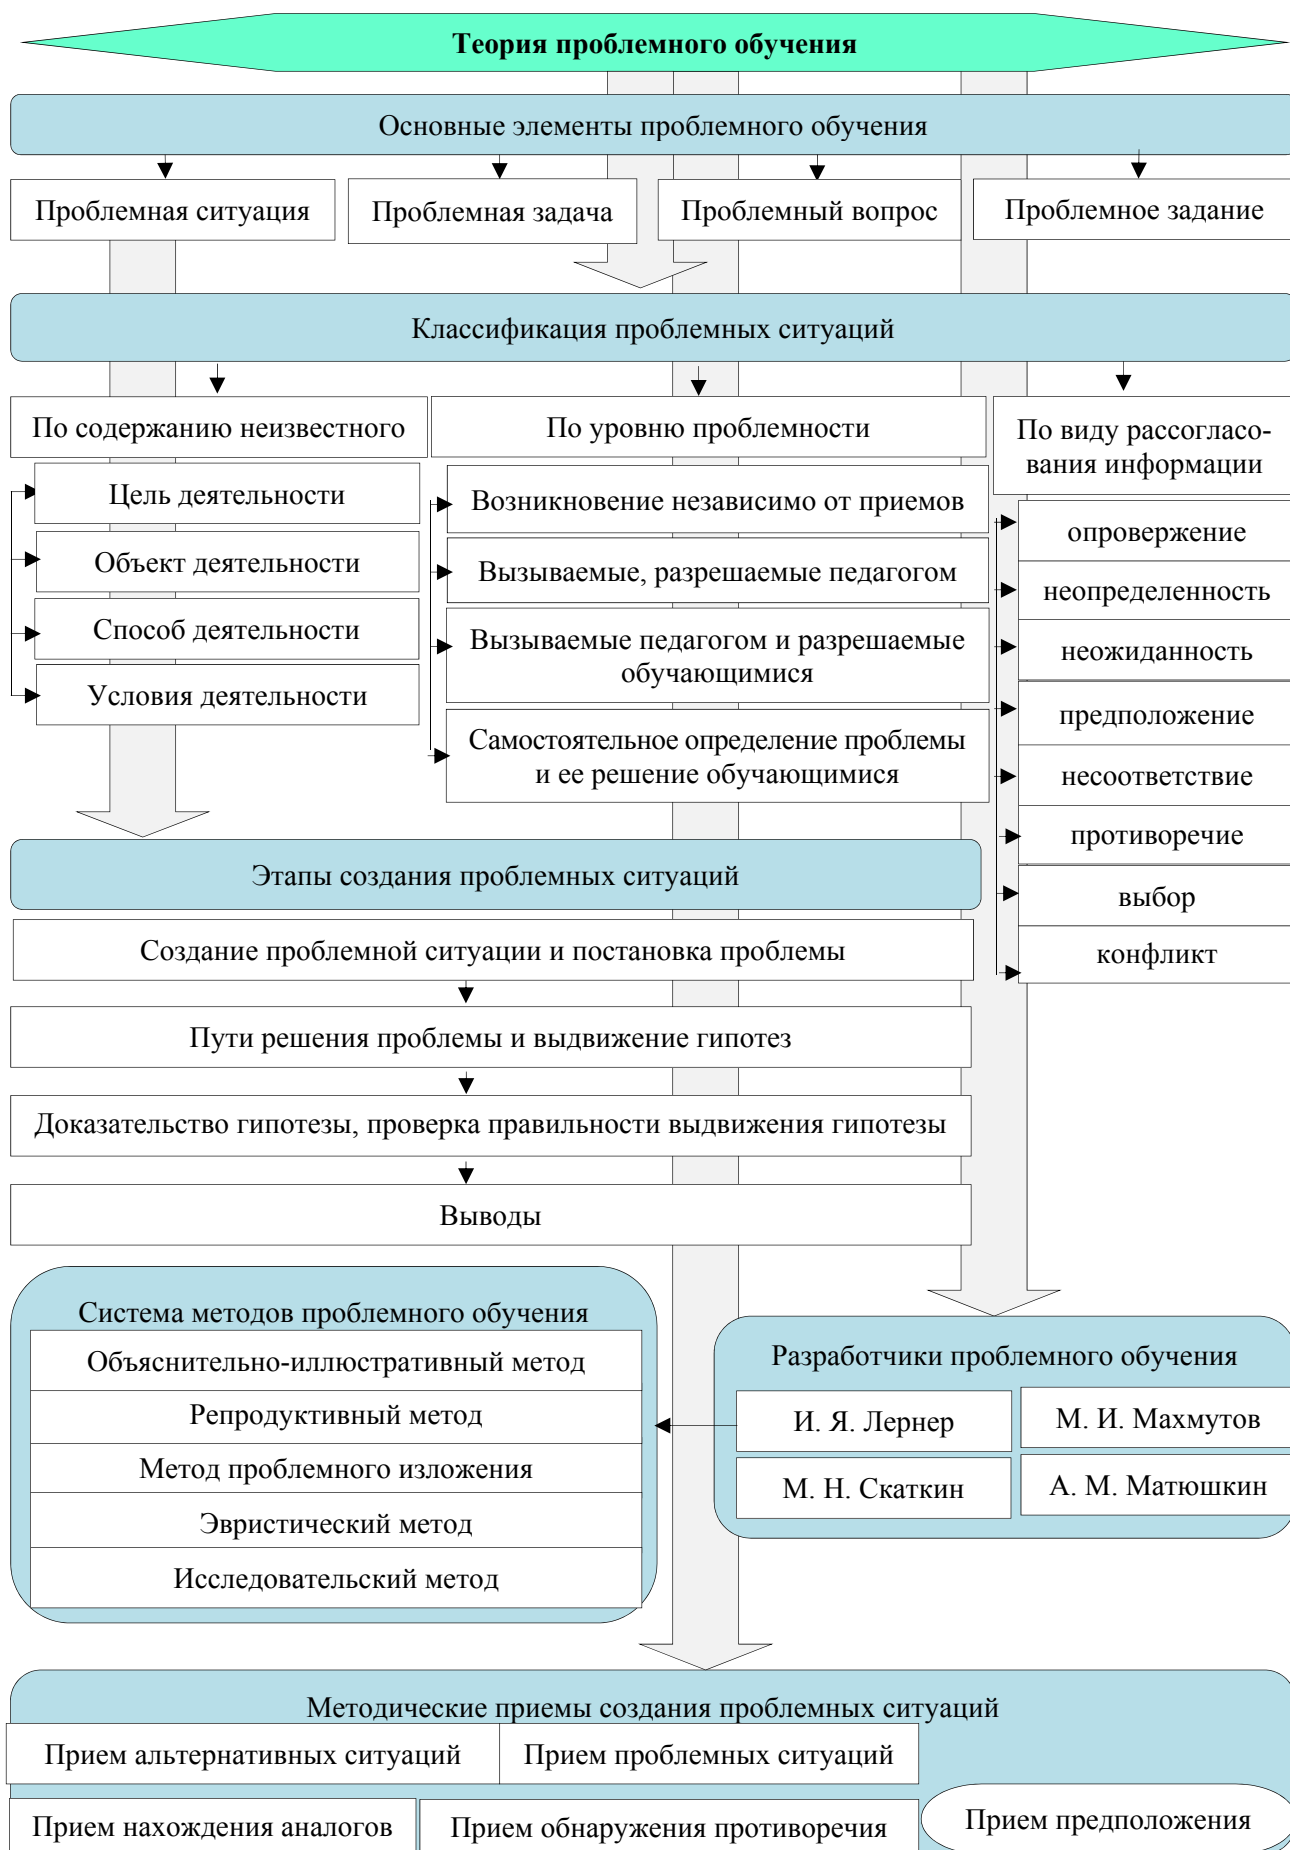 Теория проблемного обучения
Основные элементы проблемного обучения
Проблемная ситуация
Проблемная задача
Проблемный вопрос
Проблемное задание
Классификация проблемных ситуаций
По содержанию неизвестного
Цель деятельности
Объект деятельности
Способ деятельности
Условия деятельности
По уровню проблемности
Возникновение независимо от приемов
Вызываемые, разрешаемые педагогом
Вызываемые педагогом и разрешаемые
обучающимися
Самостоятельное определение проблемы
и ее решение обучающимися
По виду рассогласо-
вания информации
опровержение
неопределенность
неожиданность
предположение
несоответствие
противоречие
выбор
конфликт
Этапы создания проблемных ситуаций
Создание проблемной ситуации и постановка проблемы
Пути решения проблемы и выдвижение гипотез
Доказательство гипотезы, проверка правильности выдвижения гипотезы
Выводы
Система методов проблемного обучения
Объяснительно-иллюстративный метод
Репродуктивный метод
Метод проблемного изложения
Эвристический метод
Исследовательский метод
Разработчики проблемного обучения
И. Я. Лернер
М. И. Махмутов
М. Н. Скаткин
А. М. Матюшкин
Методические приемы создания проблемных ситуаций
Прием альтернативных ситуаций
Прием проблемных ситуаций
Прием нахождения аналогов
Прием обнаружения противоречия
Прием предположения